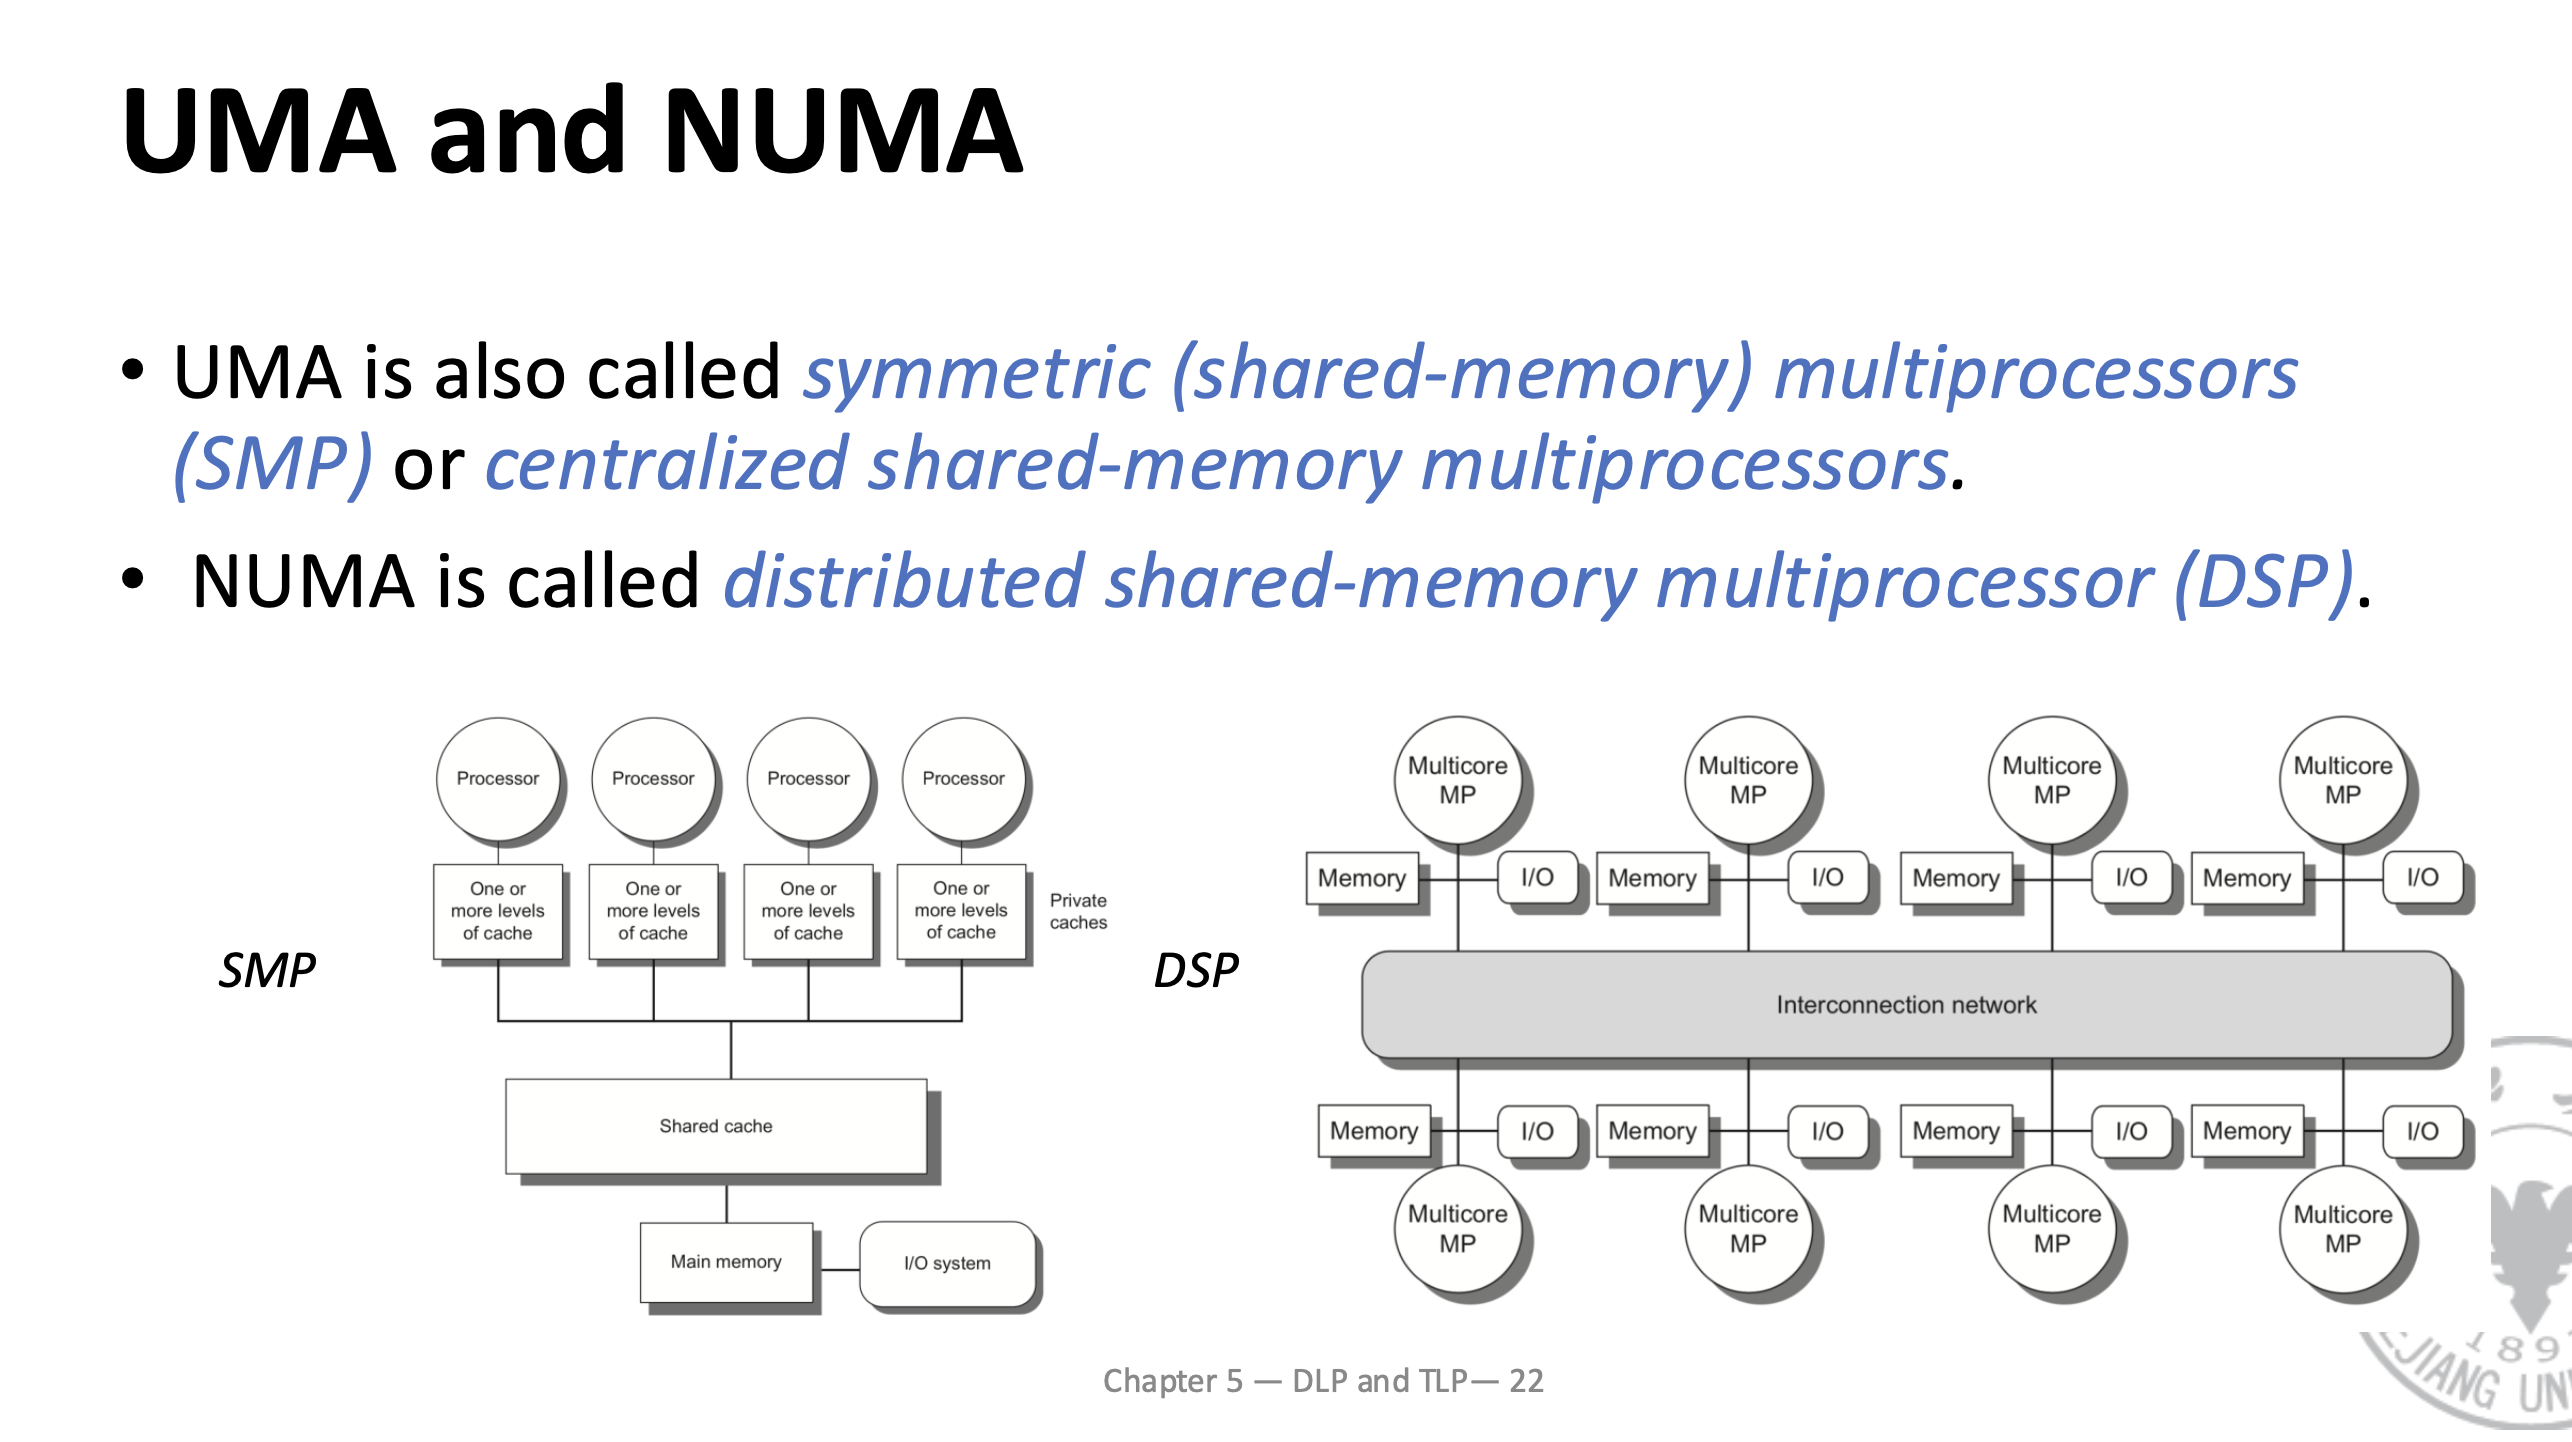 UMA and NUMA
• UMA is also called symmetric (shared-memory) multiprocessors
(SMP) or centralized shared-memory multiprocessors.
• NUMA is called distributed shared-memory multiprocessor (DSP).
SMP
Processor Processor Processor Processor
One or One or One or One or
more levels more levels more levels more levels
of cache of cache of cache of cache
Private
caches
Shared cache
Main memory
I/O system
DSP
Multicore Multicore Multicore Multicore
MP MP MP MP
Memory I/O Memory I/O Memory I/O Memory I/O
Interconnection network
Memory I/O Memory I/O Memory I/O Memory I/O
Multicore Multicore Multicore Multicore
MP MP MP MP
Chapter 5 — DLP and TLP— 22